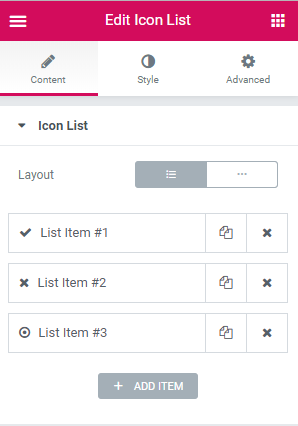 Edit Icon List
Content Style Advanced
Icon List
Layout
List Item #1
List Item #2
List Item #3
ADD ITEM